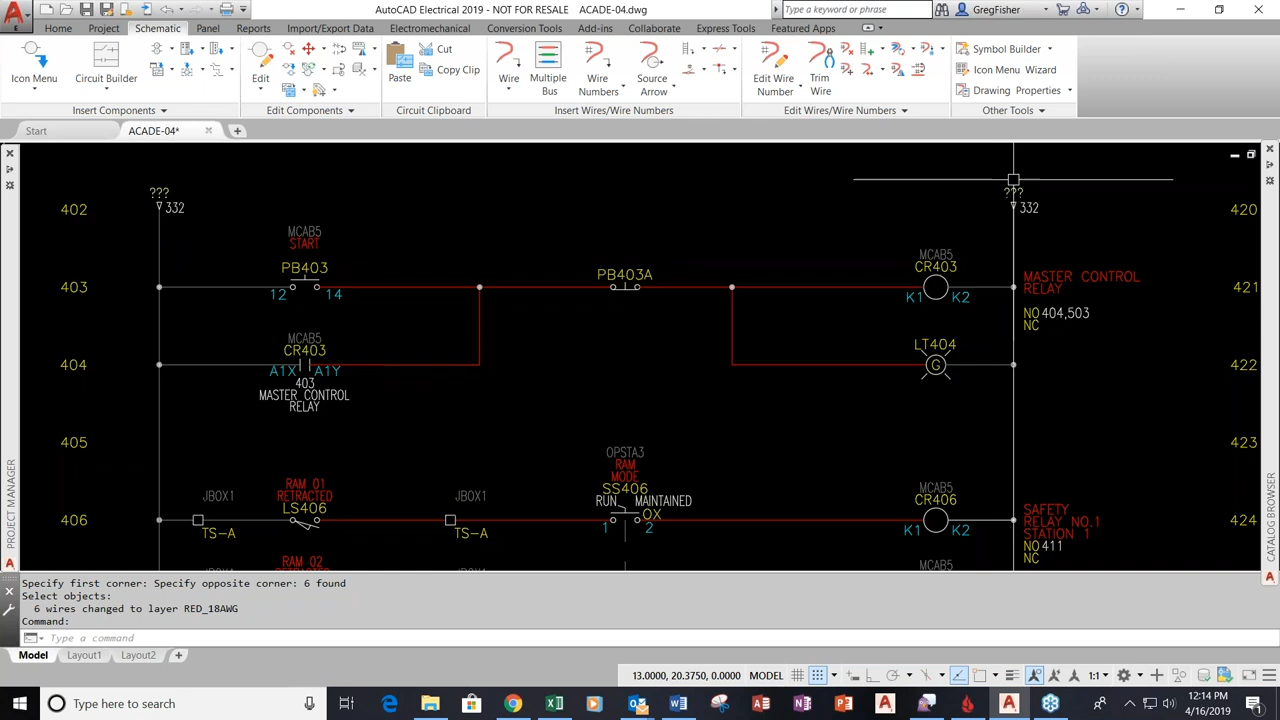 AutoCAD Electrical 2019 - NOT FOR RESALE ACADE-04.dwg
Type a keyword or phrase
GregFisher
Home Project Schematic Panel Reports Import/Export Data Electromechanical Conversion Tools Add-ins Collaborate Express Tools Featured Apps
Icon Menu
Circuit Builder
Insert Components
Edit
Edit Components
Paste
Cut
Copy Clip
Circuit Clipboard
Wire
Multiple Bus
Wire Numbers
Source Arrow
Insert Wires/Wire Numbers
Edit Wire Number
Trim Wire
Edit Wires/Wire Numbers
Symbol Builder
Icon Menu Wizard
Drawing Properties
Other Tools
Start
ACADE-04*
402
???
332
???
332
420
MCAB5
START
PB403
12 14
403
PB403A
MCAB5
CR403
K1 K2
MASTER CONTROL
RELAY
NO 404,503
NC
421
MCAB5
CR403
A1X A1Y
403
MASTER CONTROL
RELAY
404
LT404
G
422
405
423
JBOX1
TS-A
RAM 01
RETRACTED
LS406
JBOX1
TS-A
OPSTA3
RAM
MODE
SS406
RUN MAINTAINED
OX
1 2
406
MCAB5
CR406
K1 K2
SAFETY
RELAY NO.1
STATION 1
NO 411
NC
424
RAM 02
RETRACTED
MCAB5
PROJECT MANAGER
CATALOG BROWSER
Specify first corner: Specify opposite corner: 6 found
Select objects:
6 wires changed to layer RED_18AWG
Command:
Type a command
Model Layout1 Layout2
13.0000, 20.3750, 0.0000 MODEL
1:1
Type here to search
12:14 PM
4/16/2019